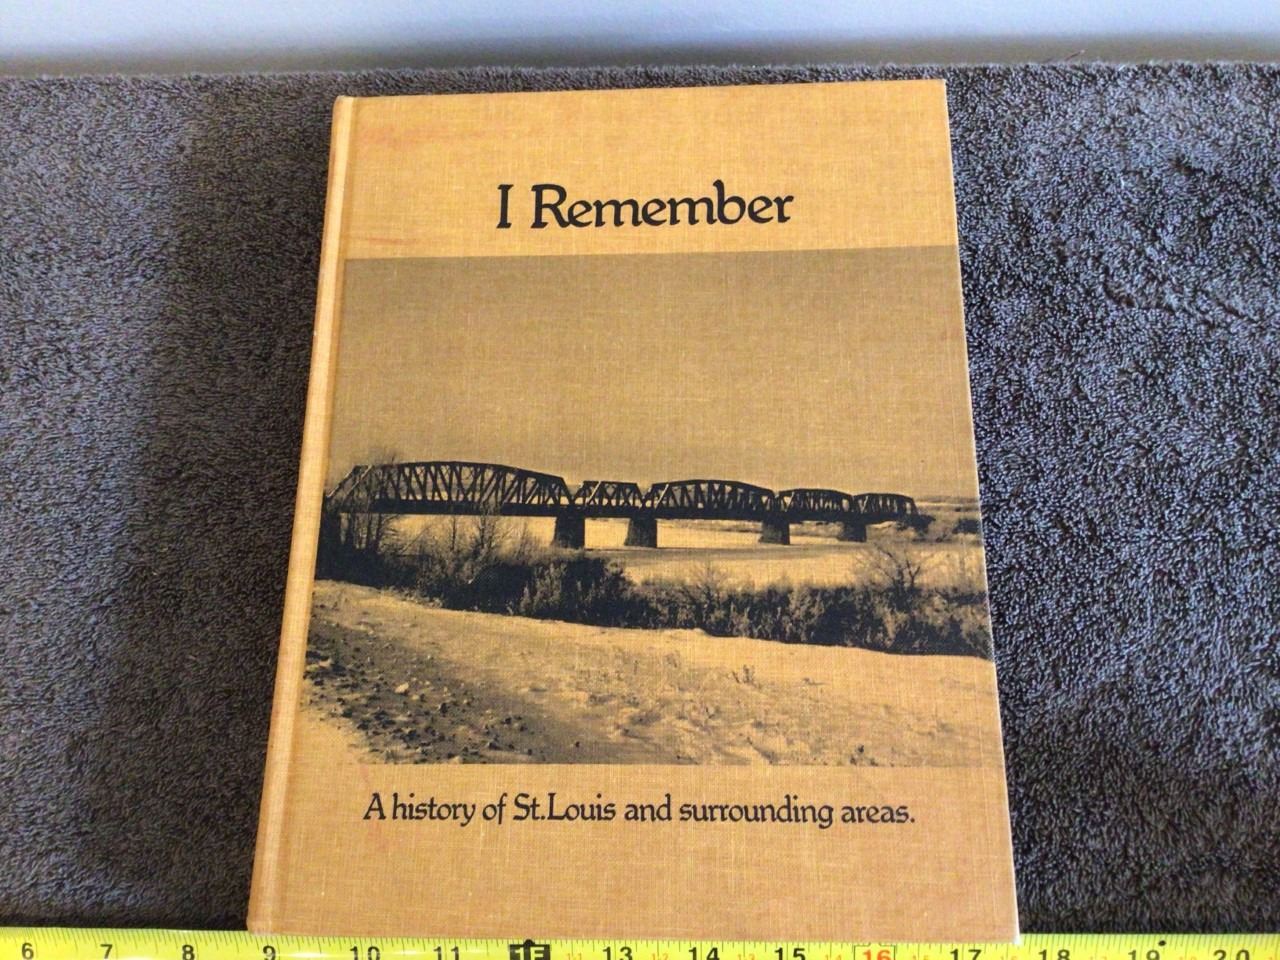 I Remember
A history of St.Louis and surrounding areas.
6 7 8 9 10 11 1F 13 14 15 16 17 18 19 20